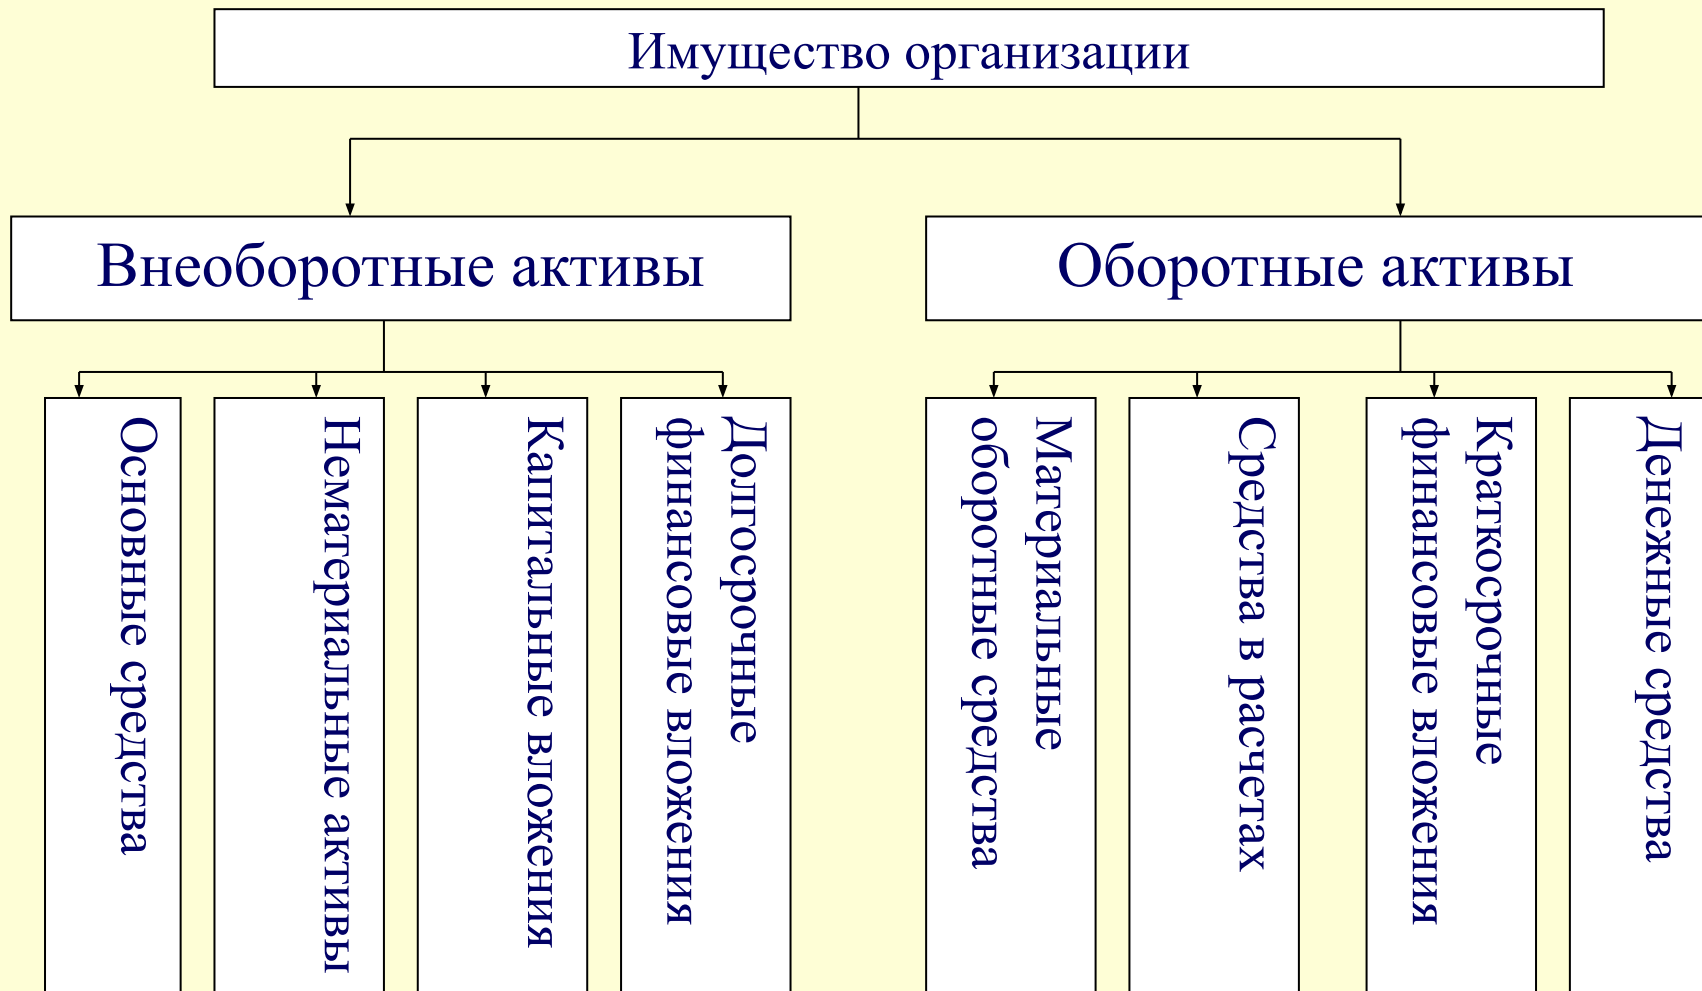 Имущество организации
Внеоборотные активы
Оборотные активы
Основные средства
Нематериальные активы
Капитальные вложения
Долгосрочные
финансовые вложения
Материальные
оборотные средства
Средства в расчетах
Краткосрочные
финансовые вложения
Денежные средства